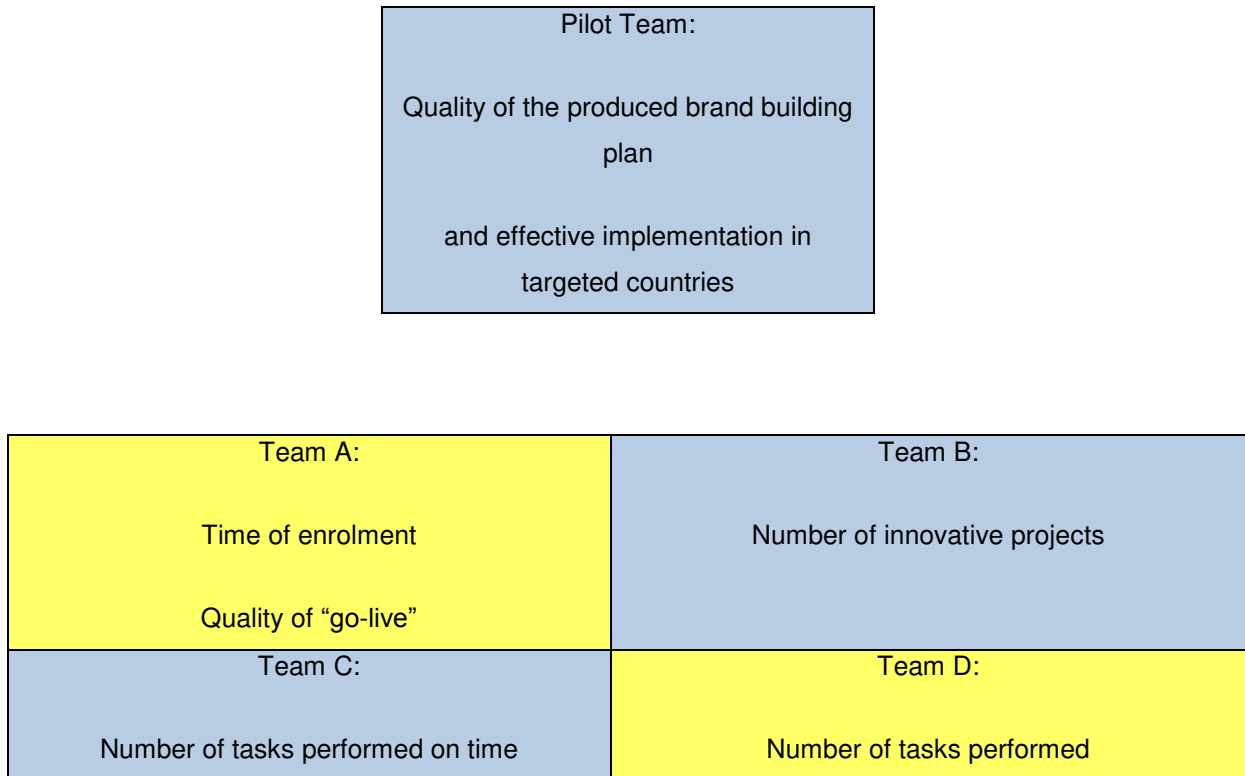 Pilot Team:
Quality of the produced brand building
plan
and effective implementation in
targeted countries
Team A:
Time of enrolment
Quality of “go-live”
Team B:
Number of innovative projects
Team C:
Number of tasks performed on time
Team D:
Number of tasks performed